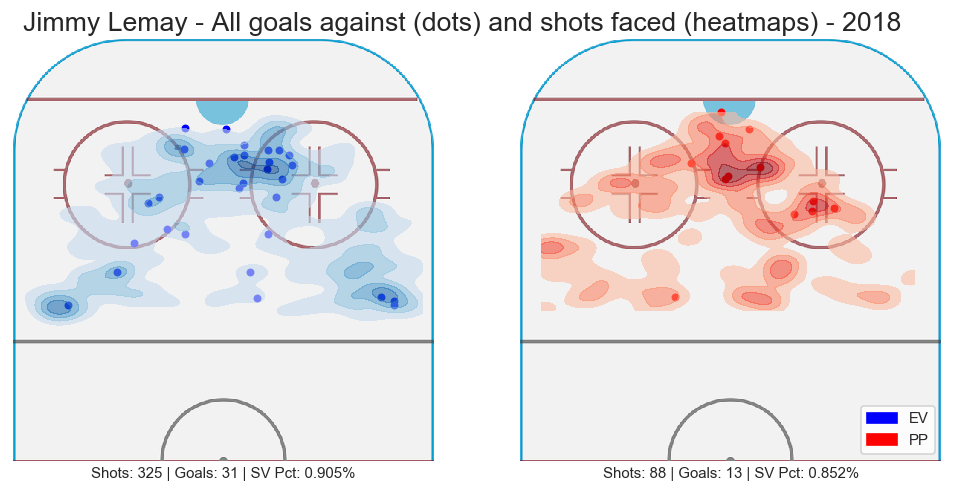 Jimmy Lemay - All goals against (dots) and shots faced (heatmaps) - 2018
EV
PP
Shots: 325 | Goals: 31 | SV Pct: 0.905%
Shots: 88 | Goals: 13 | SV Pct: 0.852%